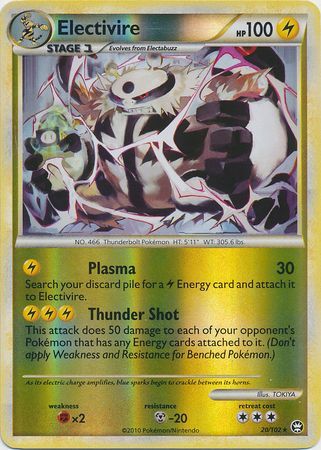 Electivire
HP 100
STAGE 1
Evolves from Electabuzz
NO. 466 Thunderbolt Pokémon HT: 5'11" WT: 305.6 lbs.
Plasma 30
Search your discard pile for a Energy card and attach it
to Electivire.
Thunder Shot
This attack does 50 damage to each of your opponent's
Pokémon that has any Energy cards attached to it. (Don't
apply Weakness and Resistance for Benched Pokémon.)
As its electric charge amplifies, blue sparks begin to crackle between its horns.
Illus. TOKIYA
weakness resistance retreat cost
×2 -20
©2010 Pokémon/Nintendo 20/102 ★